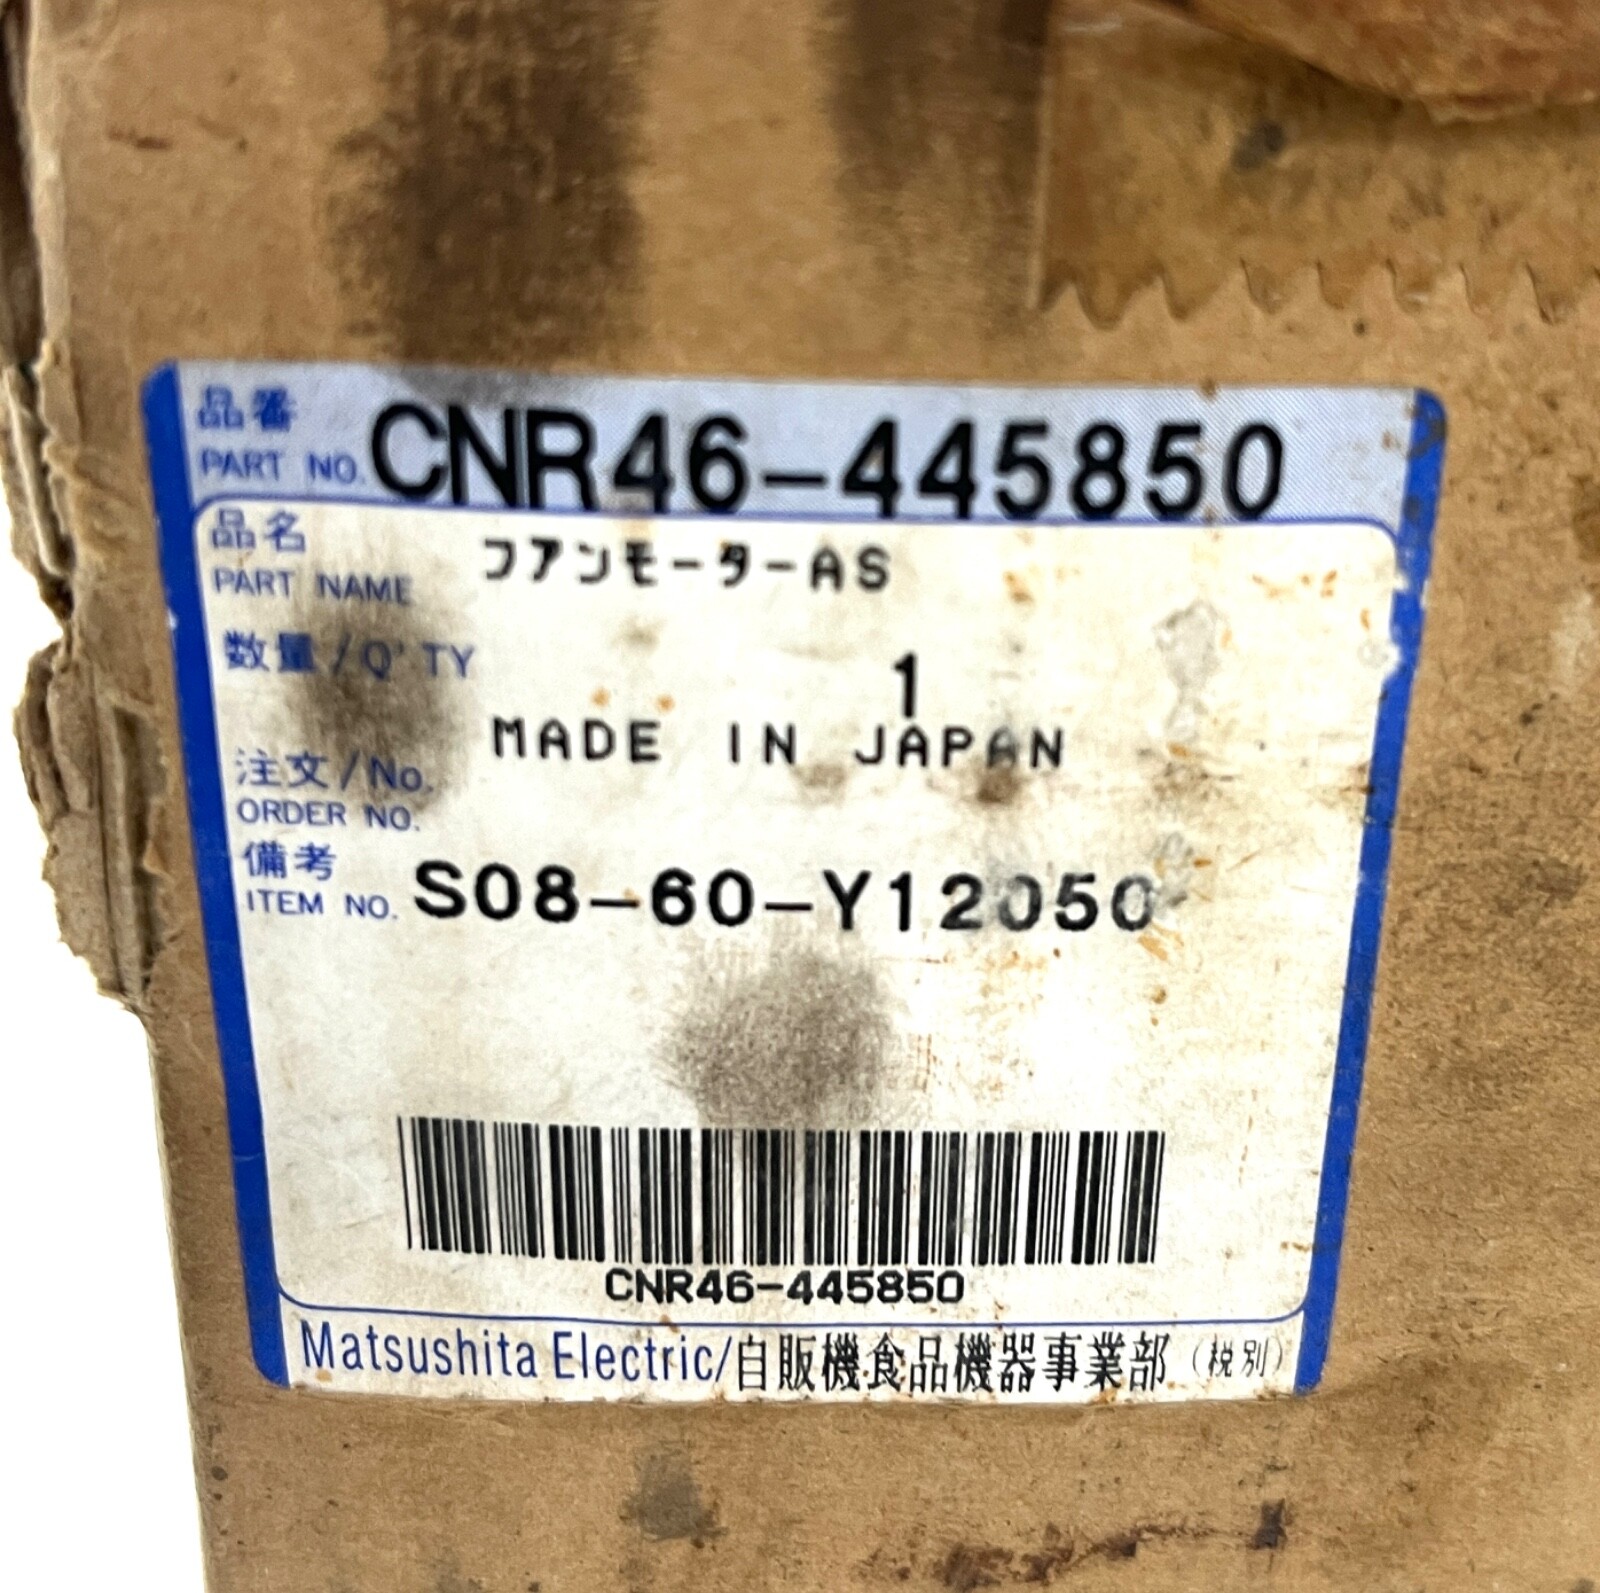 品番
PART NO. CNR46-445850
品名
PART NAME フアンモーターAS
数量/Q'TY 1
MADE IN JAPAN
注文/No.
ORDER NO.
備考
ITEM NO. S08-60-Y12050
CNR46-445850
Matsushita Electric/自販機食品機器事業部 (税別)